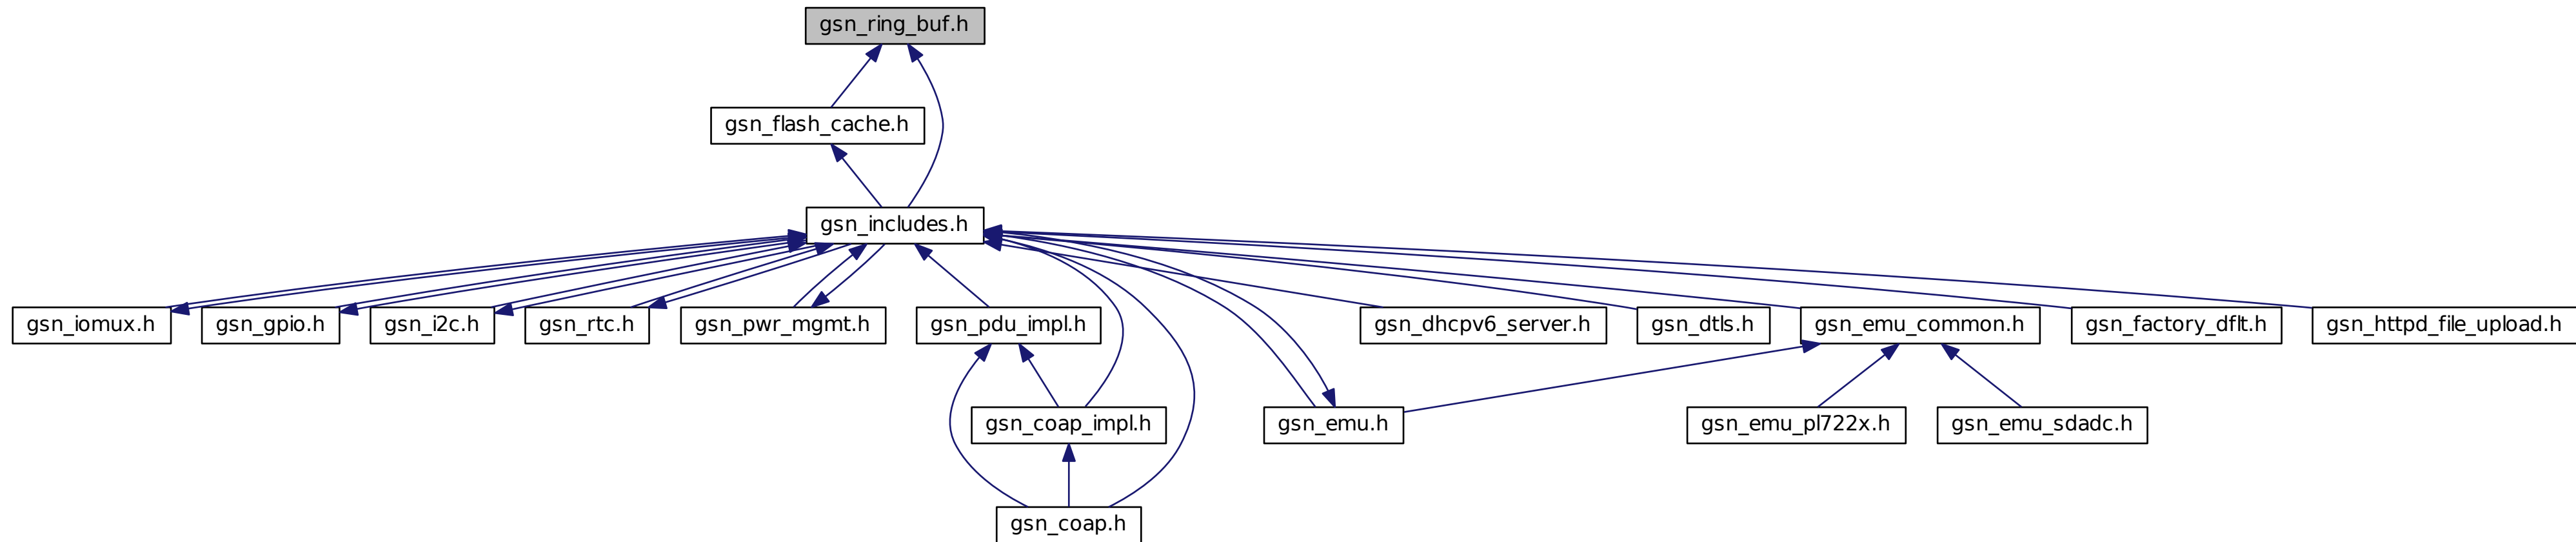 gsn_ring_buf.h
gsn_flash_cache.h
gsn_includes.h
gsn_iomux.h
gsn_gpio.h
gsn_i2c.h
gsn_rtc.h
gsn_pwr_mgmt.h
gsn_pdu_impl.h
gsn_dhcpv6_server.h
gsn_dtls.h
gsn_emu_common.h
gsn_factory_dflt.h
gsn_httpd_file_upload.h
gsn_coap_impl.h
gsn_emu.h
gsn_emu_pl722x.h
gsn_emu_sdadc.h
gsn_coap.h